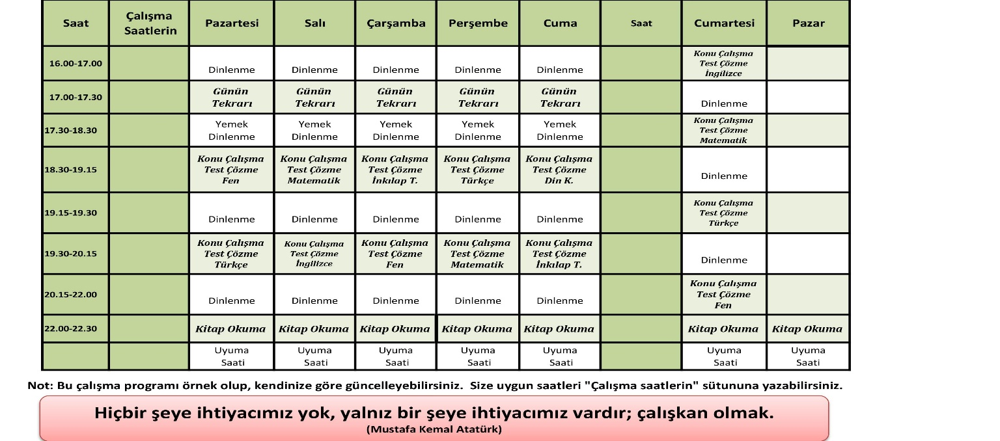 Saat Çalışma Saatlerin Pazartesi Salı Çarşamba Perşembe Cuma Saat Cumartesi Pazar
16.00-17.00 Dinlenme Dinlenme Dinlenme Dinlenme Dinlenme Konu Çalışma Test Çözme İngilizce
17.00-17.30 Günün Tekrarı Günün Tekrarı Günün Tekrarı Günün Tekrarı Günün Tekrarı Dinlenme
17.30-18.30 Yemek Dinlenme Yemek Dinlenme Yemek Dinlenme Yemek Dinlenme Yemek Dinlenme Konu Çalışma Test Çözme Matematik
18.30-19.15 Konu Çalışma Test Çözme Fen Konu Çalışma Test Çözme Matematik Konu Çalışma Test Çözme İnkılap T. Konu Çalışma Test Çözme Türkçe Konu Çalışma Test Çözme Din K. Dinlenme
19.15-19.30 Dinlenme Dinlenme Dinlenme Dinlenme Dinlenme Konu Çalışma Test Çözme Türkçe
19.30-20.15 Konu Çalışma Test Çözme Türkçe Konu Çalışma Test Çözme İngilizce Konu Çalışma Test Çözme Fen Konu Çalışma Test Çözme Matematik Konu Çalışma Test Çözme İnkılap T. Dinlenme
20.15-22.00 Dinlenme Dinlenme Dinlenme Dinlenme Dinlenme Konu Çalışma Test Çözme Fen
22.00-22.30 Kitap Okuma Kitap Okuma Kitap Okuma Kitap Okuma Kitap Okuma Kitap Okuma Kitap Okuma
Uyuma Saati Uyuma Saati Uyuma Saati Uyuma Saati Uyuma Saati Uyuma Saati Uyuma Saati
Not: Bu çalışma programı örnek olup, kendinize göre güncelleyebilirsiniz. Size uygun saatleri "Çalışma saatlerin" sütununa yazabilirsiniz.
Hiçbir şeye ihtiyacımız yok, yalnız bir şeye ihtiyacımız vardır; çalışkan olmak.
(Mustafa Kemal Atatürk)